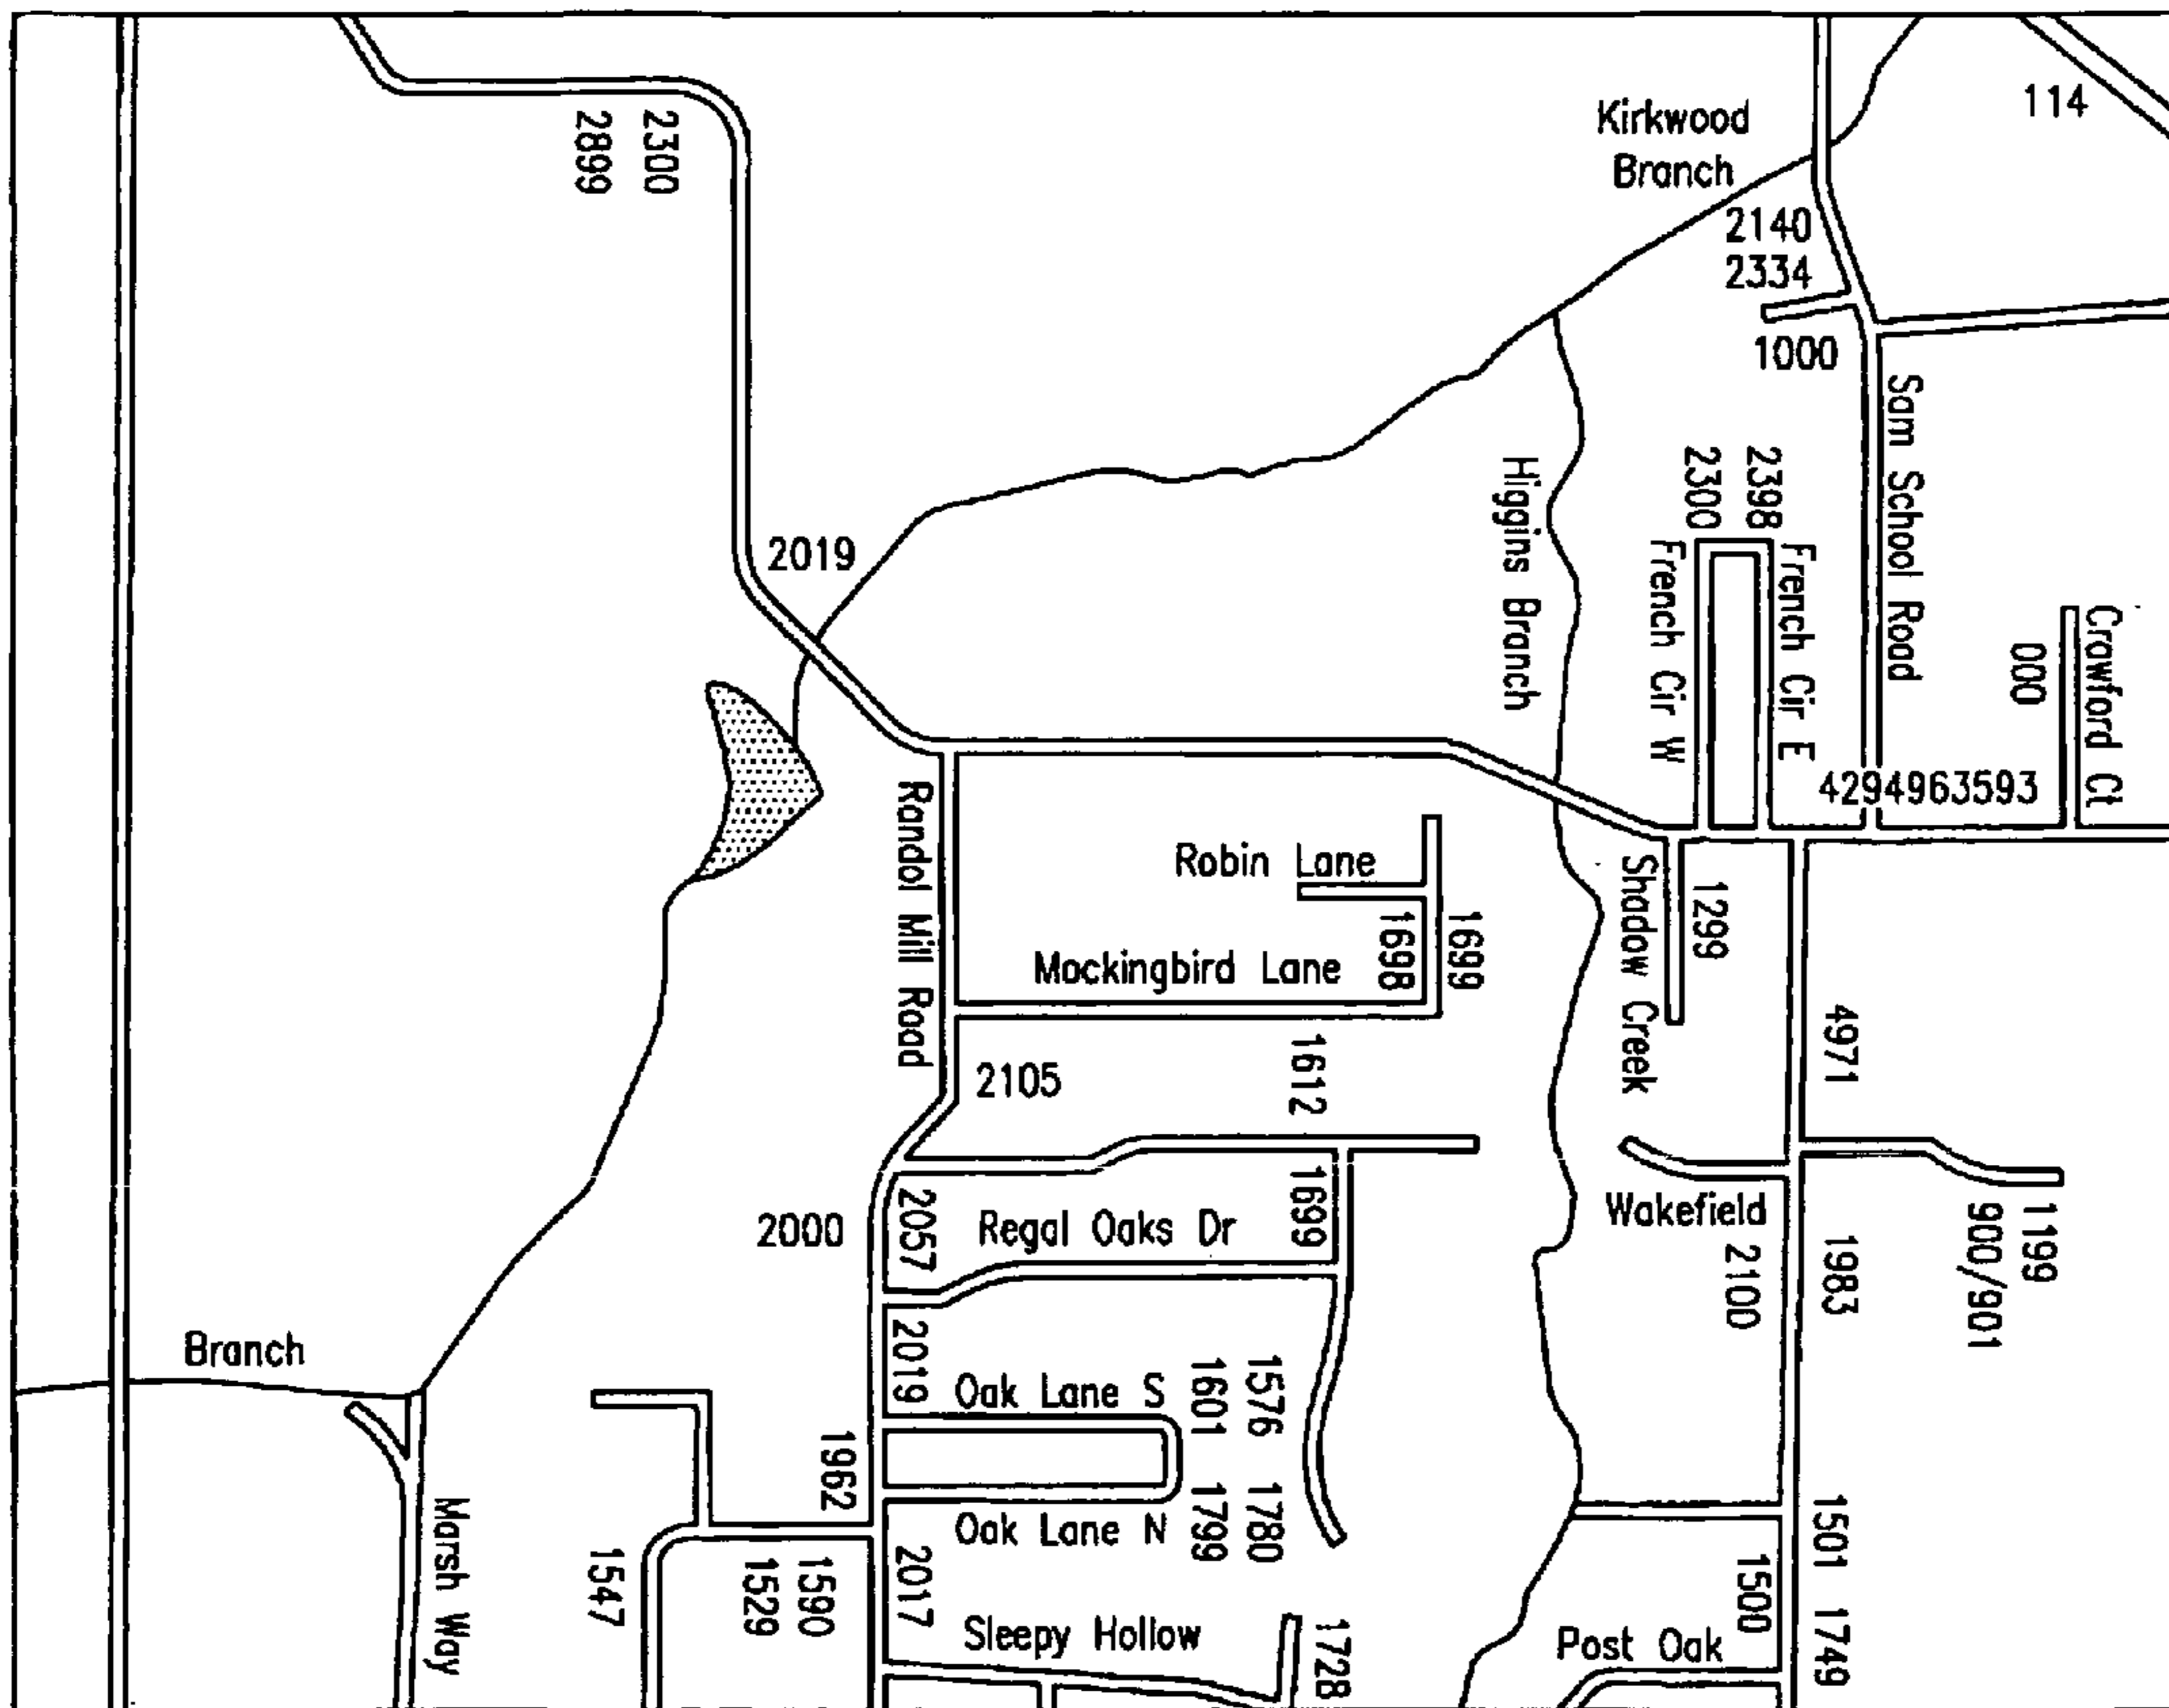 2300
2899
Kirkwood
Branch
114
2140
2334
1000
Sam School Road
2398
2300
Higgins Branch
French Cir W
French Cir E
2019
000
Crawford Ct
4294963593
Randol Mill Road
Robin Lane
1698
1699
Mockingbird Lane
Shadow Creek
1299
4971
2105
1612
2000
2057
Regal Oaks Dr
1699
Wakefield
2100
1983
1199
900/901
Branch
2019
Oak Lane S
1576 1780
1601 1799
1962
Oak Lane N
Marsh Way
1547
1590
1529
2017
Sleepy Hollow
1728
Post Oak
1500
1501 1749